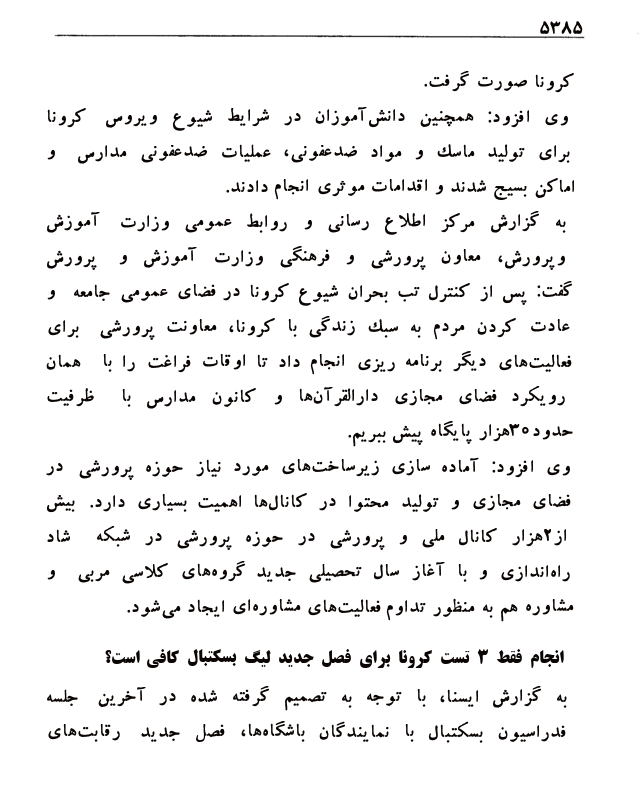 ۵۳۸۵
کرونا صورت گرفت.
وی افزود: همچنین دانش‌آموزان در شرایط شیوع ویروس کرونا
برای تولید ماسك و مواد ضدعفونی، عملیات ضدعفونی مدارس و
اماکن بسیج شدند و اقدامات موثری انجام دادند.
به گزارش مرکز اطلاع رسانی و روابط عمومی وزارت آموزش
وپرورش، معاون پرورشی و فرهنگی وزارت آموزش و پرورش
گفت: پس از کنترل تب بحران شیوع کرونا در فضای عمومی جامعه و
عادت کردن مردم به سبك زندگی با کرونا، معاونت پرورشی برای
فعالیت‌های دیگر برنامه ریزی انجام داد تا اوقات فراغت را با همان
رویکرد فضای مجازی دارالقرآن‌ها و کانون مدارس با ظرفیت
حدود۳۰هزار پایگاه پیش ببریم.
وی افزود: آماده سازی زیرساخت‌های مورد نیاز حوزه پرورشی در
فضای مجازی و تولید محتوا در کانال‌ها اهمیت بسیاری دارد. بیش
از۲هزار کانال ملی و پرورشی در حوزه پرورشی در شبکه شاد
راه‌اندازی و با آغاز سال تحصیلی جدید گروه‌های کلاسی مربی و
مشاوره هم به منظور تداوم فعالیت‌های مشاوره‌ای ایجاد می‌شود.
انجام فقط ۳ تست کرونا برای فصل جدید لیگ بسکتبال کافی است؟
به گزارش ایسنا، با توجه به تصمیم گرفته شده در آخرین جلسه
فدراسیون بسکتبال با نمایندگان باشگاه‌ها، فصل جدید رقابت‌های